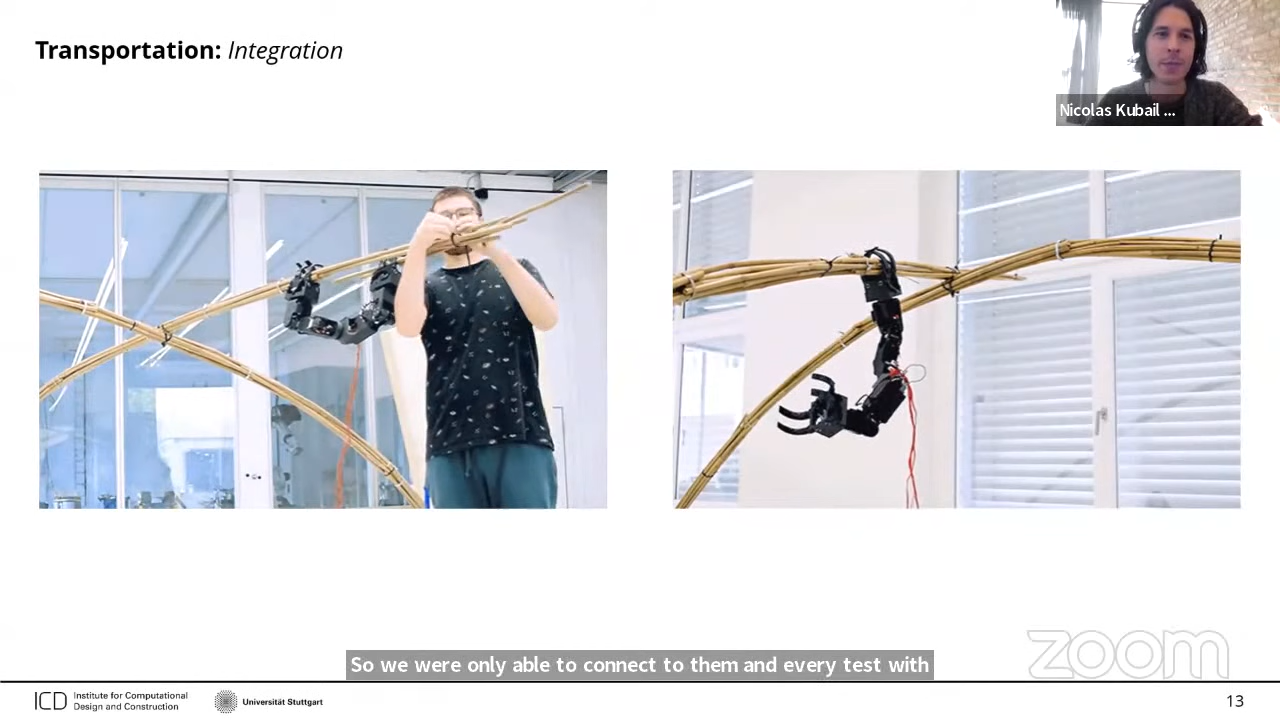 Transportation: Integration
Nicolas Kubail ...
So we were only able to connect to them and every test with
zoom
ICD Institute for Computational
Design and Construction
Universität Stuttgart
13